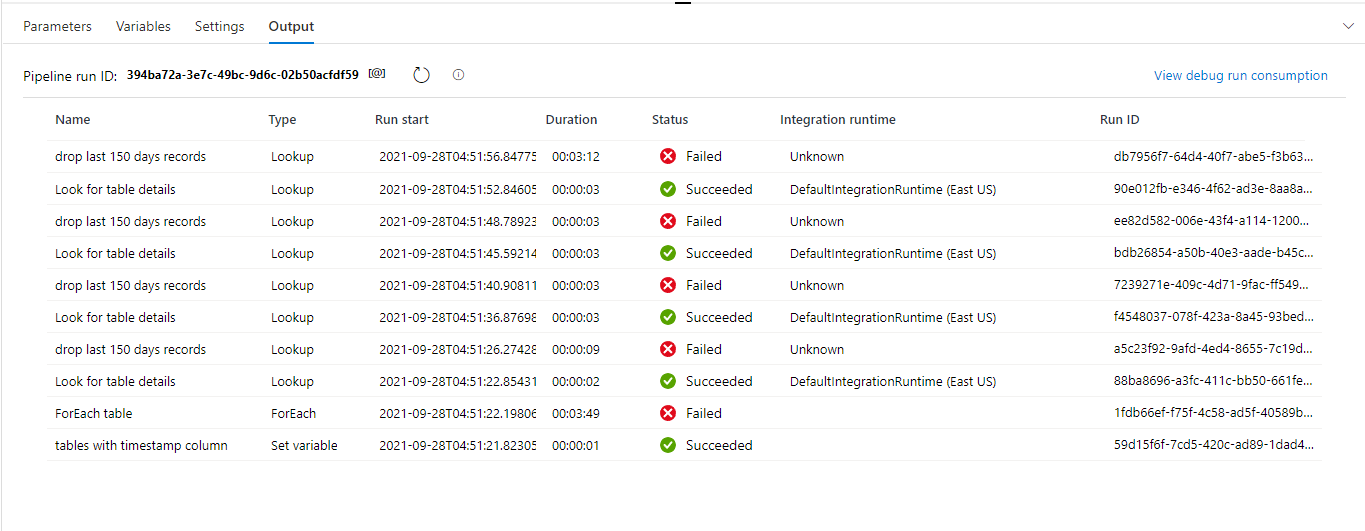 Parameters Variables Settings Output
Pipeline run ID: 394ba72a-3e7c-49bc-9d6c-02b50acfdf59 [@] View debug run consumption
Name Type Run start Duration Status Integration runtime Run ID
drop last 150 days records Lookup 2021-09-28T04:51:56.84775 00:03:12 Failed Unknown db7956f7-64d4-40f7-abe5-f3b63...
Look for table details Lookup 2021-09-28T04:51:52.84605 00:00:03 Succeeded DefaultIntegrationRuntime (East US) 90e012fb-e346-4f62-ad3e-8aa8a...
drop last 150 days records Lookup 2021-09-28T04:51:48.78923 00:00:03 Failed Unknown ee82d582-006e-43f4-a114-1200...
Look for table details Lookup 2021-09-28T04:51:45.59214 00:00:03 Succeeded DefaultIntegrationRuntime (East US) bdb26854-a50b-40e3-aade-b45c...
drop last 150 days records Lookup 2021-09-28T04:51:40.90811 00:00:03 Failed Unknown 7239271e-409c-4d71-9fac-ff549...
Look for table details Lookup 2021-09-28T04:51:36.87698 00:00:03 Succeeded DefaultIntegrationRuntime (East US) f4548037-078f-423a-8a45-93bed...
drop last 150 days records Lookup 2021-09-28T04:51:26.27428 00:00:09 Failed Unknown a5c23f92-9afd-4ed4-8655-7c19d...
Look for table details Lookup 2021-09-28T04:51:22.85431 00:00:02 Succeeded DefaultIntegrationRuntime (East US) 88ba8696-a3fc-411c-bb50-661fe...
ForEach table ForEach 2021-09-28T04:51:22.19806 00:03:49 Failed 1fdb66ef-f75f-4c58-ad5f-40589b...
tables with timestamp column Set variable 2021-09-28T04:51:21.82305 00:00:01 Succeeded 59d15f6f-7cd5-420c-ad89-1dad4...